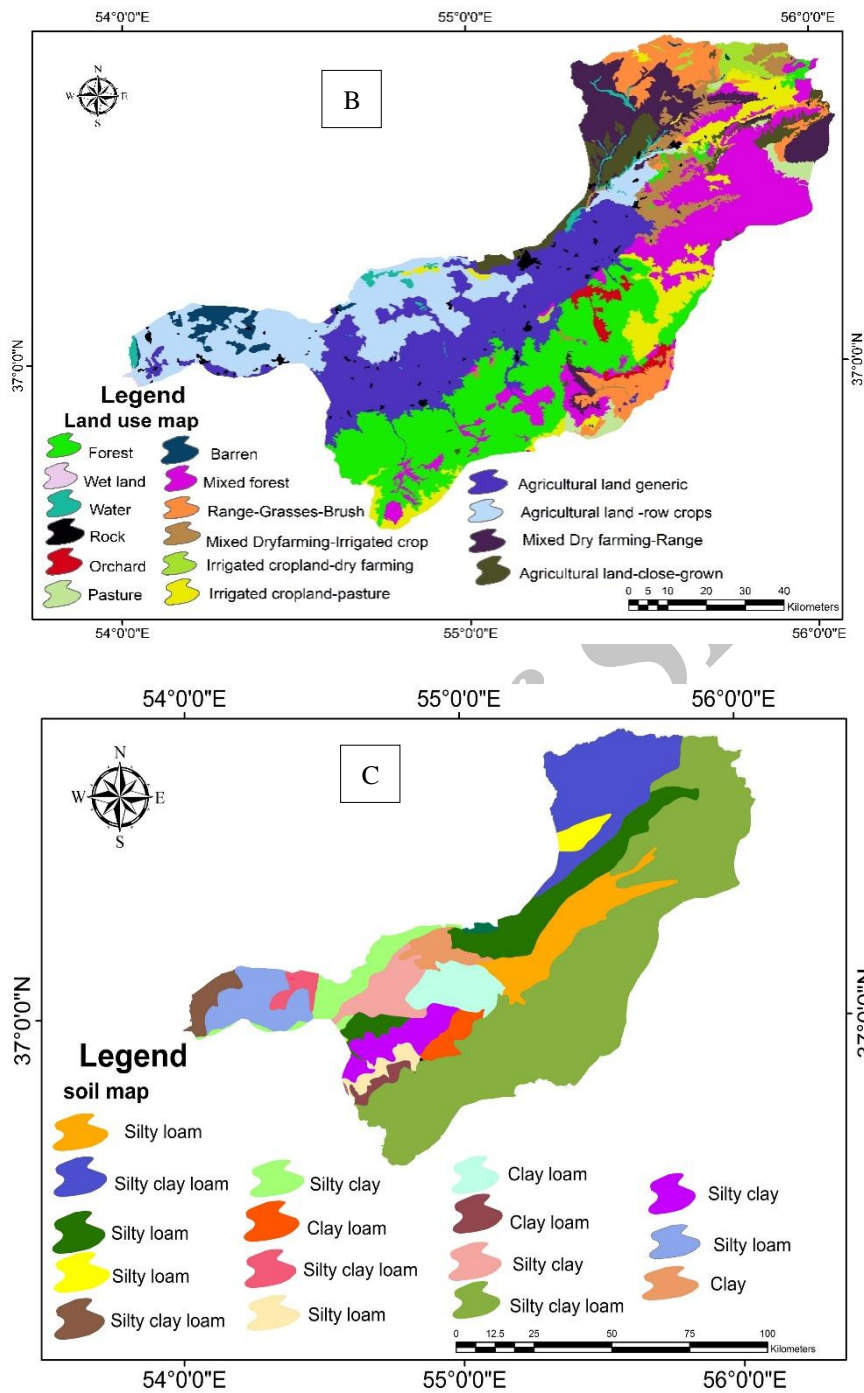 54°0'0"E 55°0'0"E 56°0'0"E
N
W E
S
B
37°0'0"N 37°0'0"N
Legend
Land use map
Forest Barren
Wet land Mixed forest Agricultural land generic
Water Range-Grasses-Brush Agricultural land -row crops
Rock Mixed Dryfarming-Irrigated crop Mixed Dry farming-Range
Orchard Irrigated cropland-dry farming Agricultural land-close-grown
Pasture Irrigated cropland-pasture
0 5 10 20 30 40
Kilometers
54°0'0"E 55°0'0"E 56°0'0"E
54°0'0"E 55°0'0"E 56°0'0"E
N
W E
S
C
37°0'0"N 37°0'0"N
Legend
soil map
Silty loam
Silty clay loam Silty clay Clay loam Silty clay
Silty loam Clay loam Clay loam Silty loam
Silty loam Silty clay loam Silty clay Clay
Silty clay loam Silty loam Silty clay loam
0 12.5 25 50 75 100
Kilometers
54°0'0"E 55°0'0"E 56°0'0"E